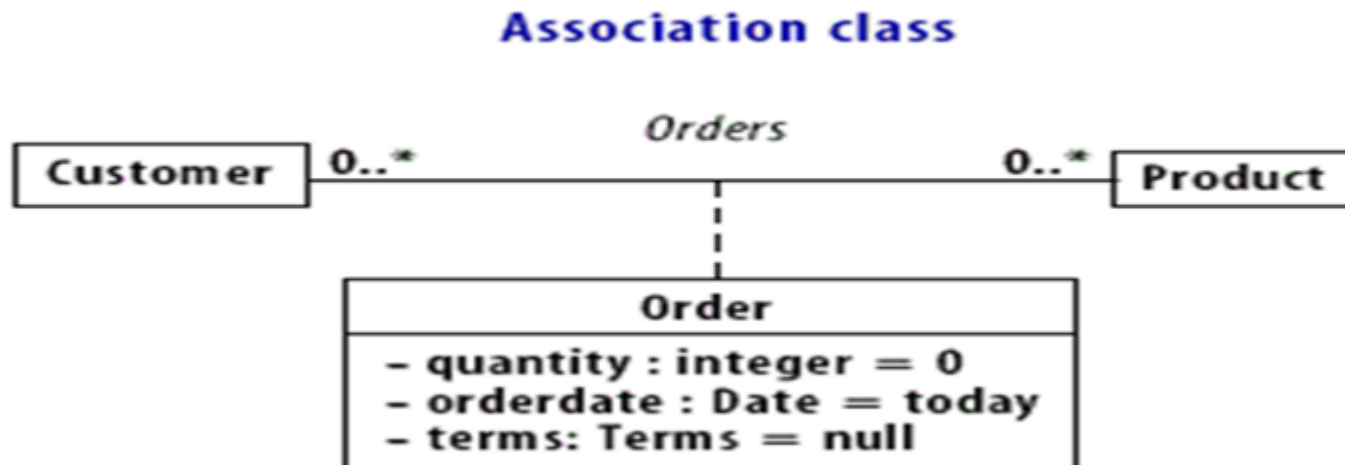 Association class
Orders
Customer 0..* 0..* Product
Order
- quantity : integer = 0
- orderdate : Date = today
- terms: Terms = null